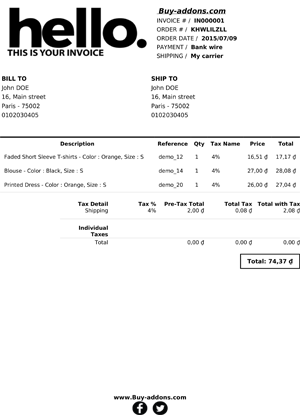 hello.
THIS IS YOUR INVOICE
Buy-addons.com
INVOICE # / IN000001
ORDER # / KHWLILZLL
ORDER DATE / 2015/07/09
PAYMENT / Bank wire
SHIPPING / My carrier
BILL TO
John DOE
16, Main street
Paris - 75002
0102030405
SHIP TO
John DOE
16, Main street
Paris - 75002
0102030405
Description Reference Qty Tax Name Price Total
Faded Short Sleeve T-shirts - Color : Orange, Size : S demo_12 1 4% 16,51 ₫ 17,17 ₫
Blouse - Color : Black, Size : S demo_14 1 4% 27,00 ₫ 28,08 ₫
Printed Dress - Color : Orange, Size : S demo_20 1 4% 26,00 ₫ 27,04 ₫
Tax Detail Tax % Pre-Tax Total Total Tax Total with Tax
Shipping 4% 2,00 ₫ 0,08 ₫ 2,08 ₫
Individual
Taxes
Total 0,00 ₫ 0,00 ₫ 0,00 ₫
Total: 74,37 ₫
www.Buy-addons.com